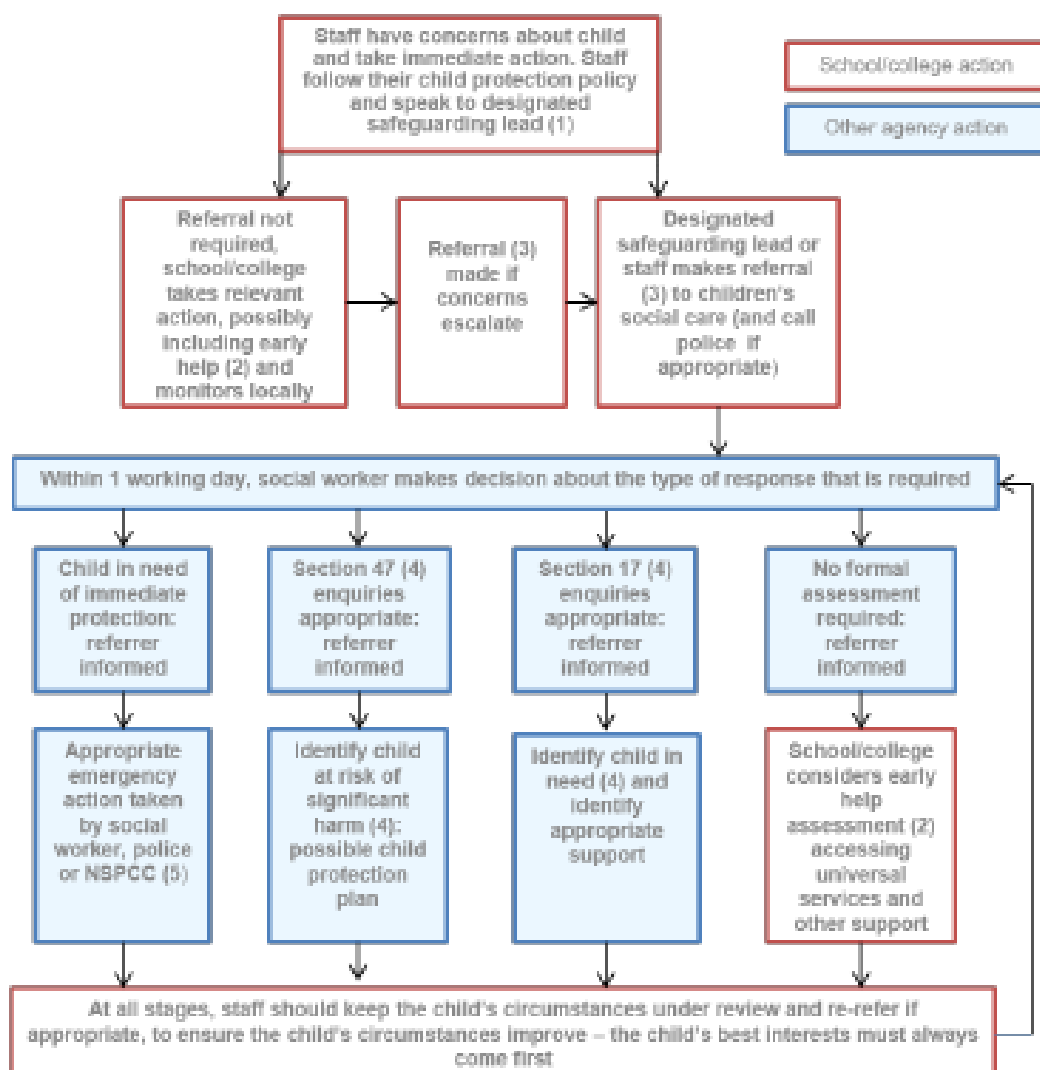 Staff have concerns about child
and take immediate action. Staff
follow their child protection policy
and speak to designated
safeguarding lead (1)
School/college action
Other agency action
Referral not
required,
school/college
takes relevant
action, possibly
including early
help (2) and
monitors locally
Referral (3)
made if
concerns
escalate
Designated
safeguarding lead or
staff makes referral
(3) to children's
social care (and call
police if
appropriate)
Within 1 working day, social worker makes decision about the type of response that is required
Child in need
of immediate
protection:
referrer
informed
Section 47 (4)
enquiries
appropriate:
referrer
informed
Section 17 (4)
enquiries
appropriate:
referrer
informed
No formal
assessment
required:
referrer
informed
Appropriate
emergency
action taken
by social
worker, police
or NSPCC (5)
Identify child
at risk of
significant
harm (4):
possible child
protection
plan
Identify child in
need (4) and
identify
appropriate
support
School/college
considers early
help
assessment (2)
accessing
universal
services and
other support
At all stages, staff should keep the child's circumstances under review and re-refer if
appropriate, to ensure the child's circumstances improve – the child's best interests must always
come first